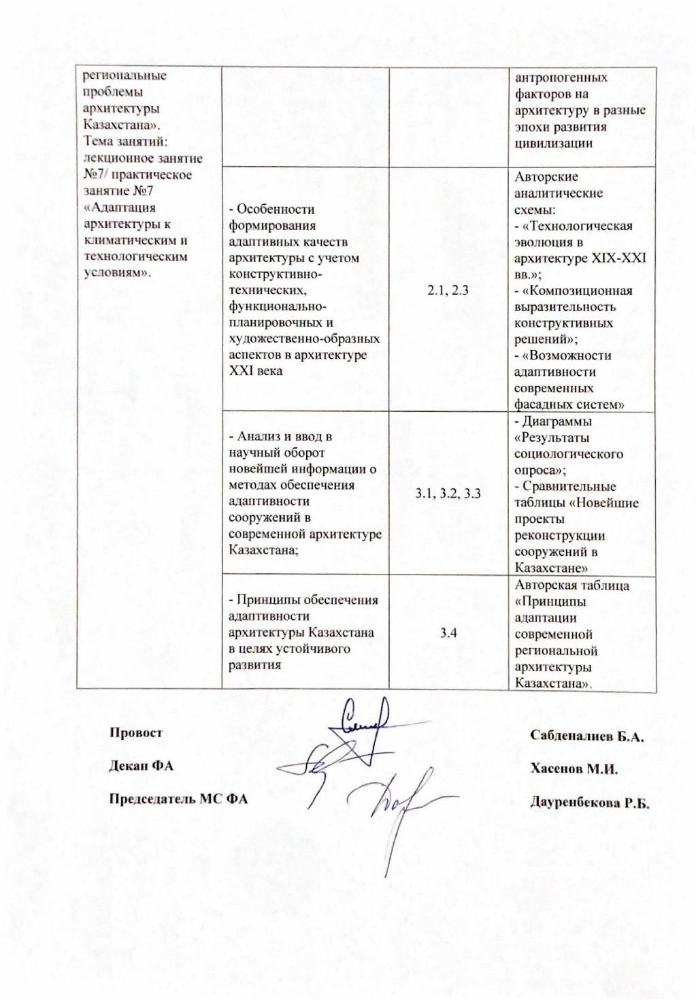 региональные
проблемы
архитектуры
Казахстана».
Тема занятий:
лекционное занятие
№7/ практическое
занятие №7
«Адаптация
архитектуры к
климатическим и
технологическим
условиям».
антропогенных
факторов на
архитектуру в разные
эпохи развития
цивилизации
- Особенности
формирования
адаптивных качеств
архитектуры с учетом
конструктивно-
технических,
функционально-
планировочных и
художественно-образных
аспектов в архитектуре
XXI века
2.1, 2.3
Авторские
аналитические
схемы:
- «Технологическая
эволюция в
архитектуре XIX-XXI
вв.»;
- «Композиционная
выразительность
конструктивных
решений»;
- «Возможности
адаптивности
современных
фасадных систем»
- Анализ и ввод в
научный оборот
новейшей информации о
методах обеспечения
адаптивности
сооружений в
современной архитектуре
Казахстана;
3.1, 3.2, 3.3
- Диаграммы
«Результаты
социологического
опроса»;
- Сравнительные
таблицы «Новейшие
проекты
реконструкции
сооружений в
Казахстане»
- Принципы обеспечения
адаптивности
архитектуры Казахстана
в целях устойчивого
развития
3.4
Авторская таблица
«Принципы
адаптации
современной
региональной
архитектуры
Казахстана».
Провост Сабденалиев Б.А.
Декан ФА Хасенов М.И.
Председатель МС ФА Дауренбекова Р.Б.